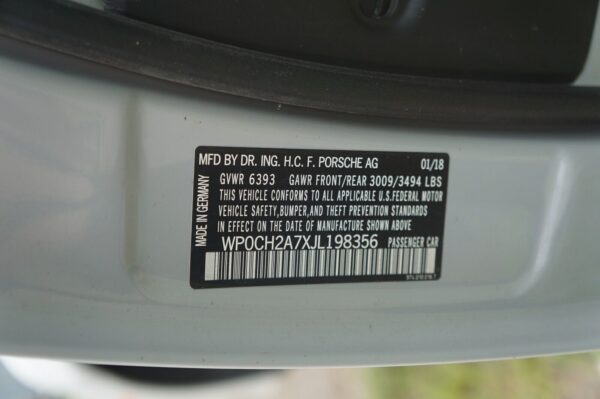 MFD BY DR. ING. H.C. F. PORSCHE AG 01/18
MADE IN GERMANY
GVWR 6393 GAWR FRONT/REAR 3009/3494 LBS
THIS VEHICLE CONFORMS TO ALL APPLICABLE U.S.FEDERAL MOTOR
VEHICLE SAFETY,BUMPER,AND THEFT PREVENTION STANDARDS
IN EFFECT ON THE DATE OF MANUFACTURE SHOWN ABOVE
WP0CH2A7XJL198356 PASSENGER CAR